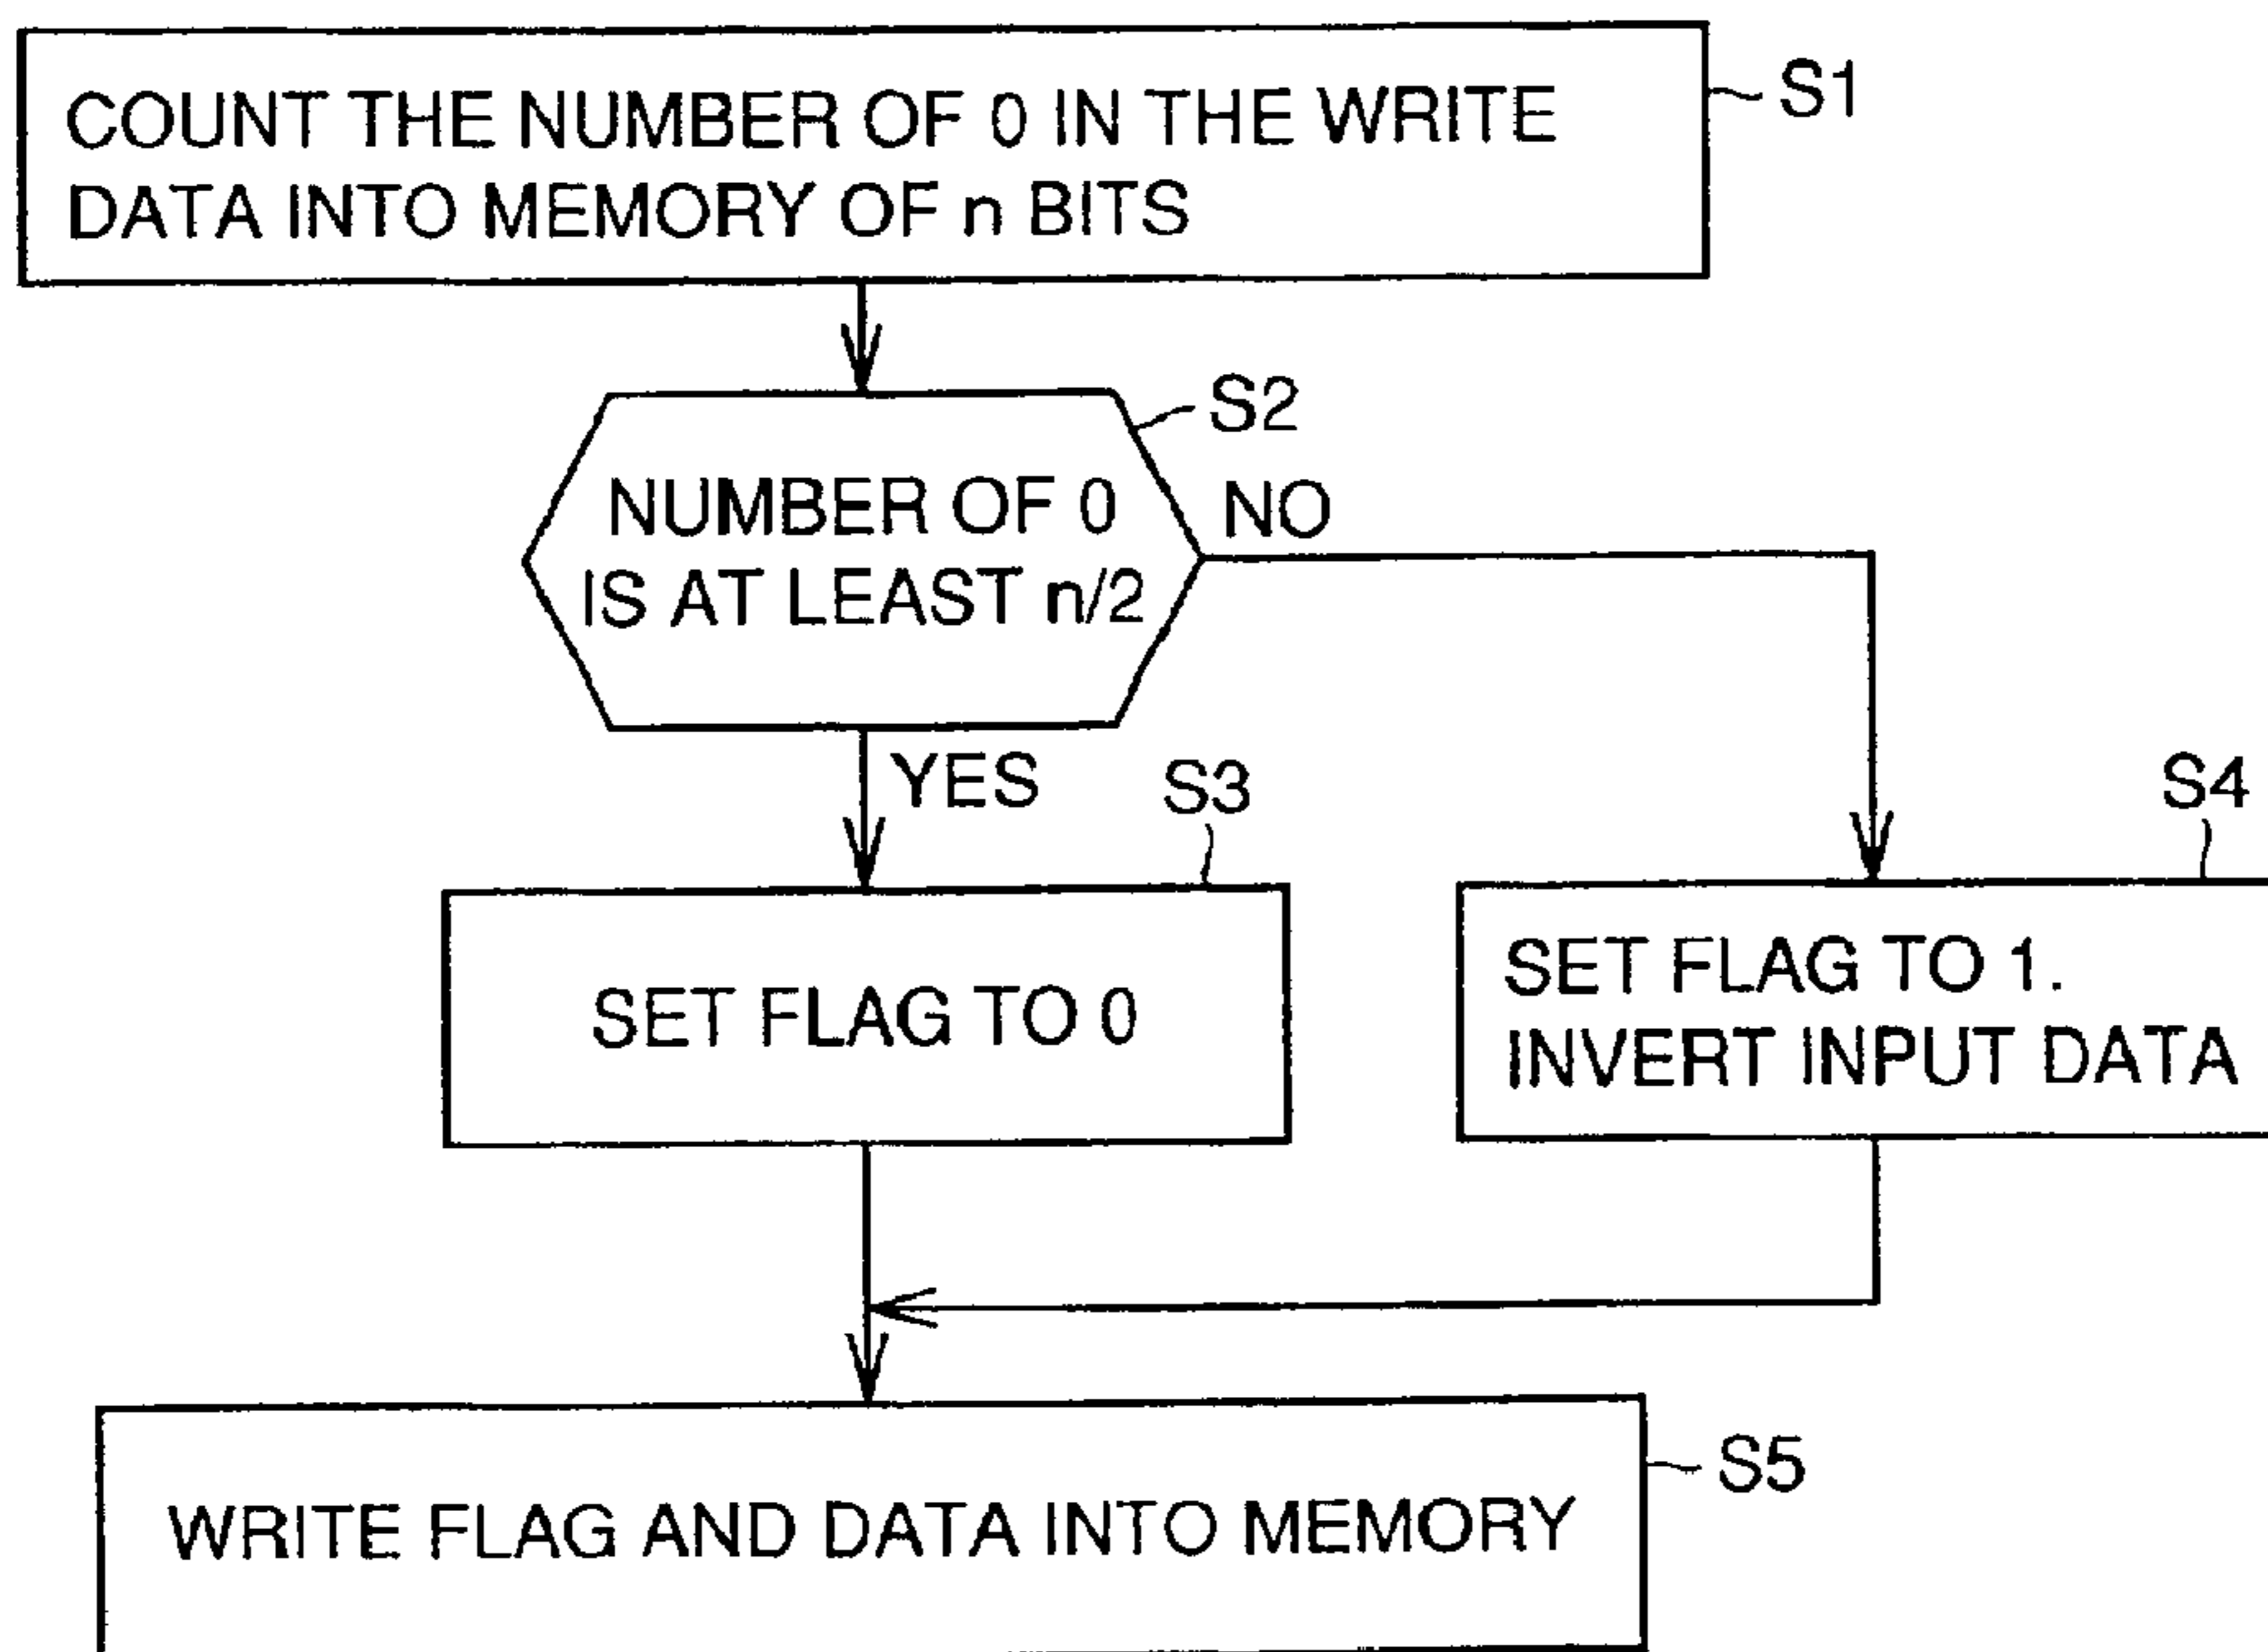 COUNT THE NUMBER OF 0 IN THE WRITE
DATA INTO MEMORY OF n BITS
S1
S2
NUMBER OF 0
IS AT LEAST n/2
NO
YES
S3
S4
SET FLAG TO 0
SET FLAG TO 1.
INVERT INPUT DATA
S5
WRITE FLAG AND DATA INTO MEMORY